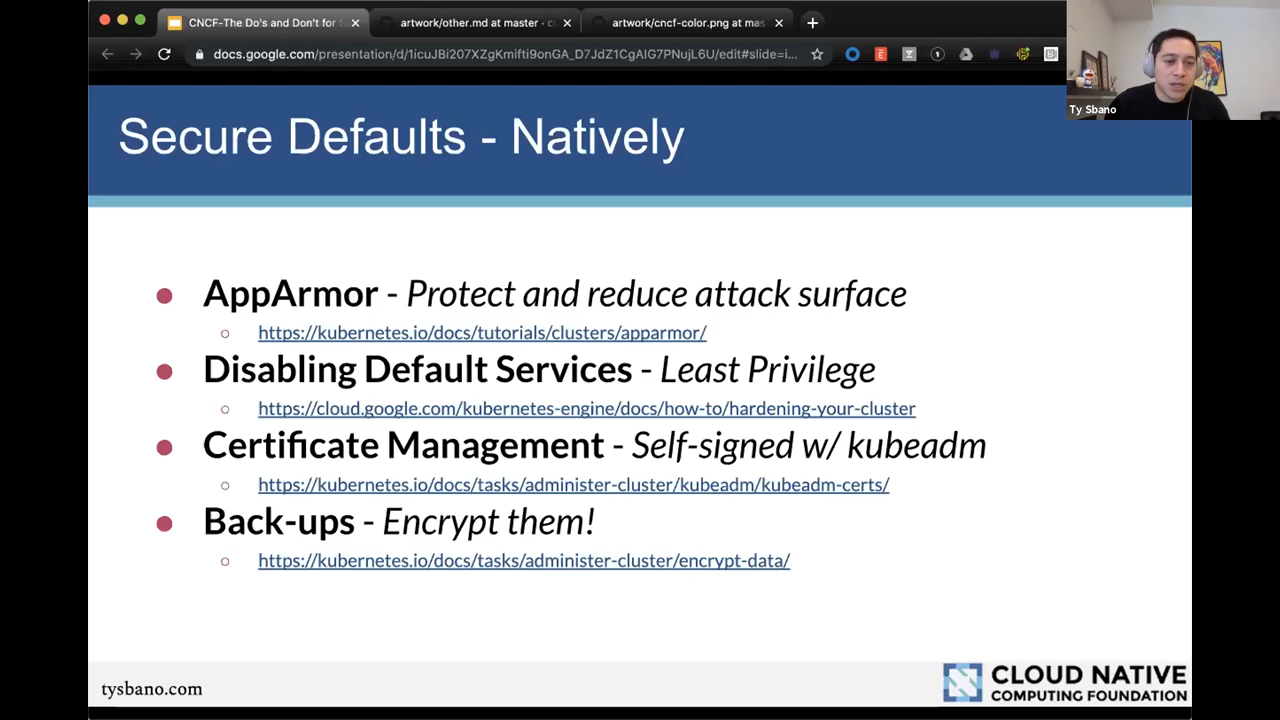 CNCF-The Do's and Don't for S
artwork/other.md at master · c
artwork/cncf-color.png at mas
docs.google.com/presentation/d/1icuJBi207XZgKmifti9onGA_D7JdZ1CgAIG7PNujL6U/edit#slide=i...
Ty Sbano
Secure Defaults - Natively
AppArmor - Protect and reduce attack surface
https://kubernetes.io/docs/tutorials/clusters/apparmor/
Disabling Default Services - Least Privilege
https://cloud.google.com/kubernetes-engine/docs/how-to/hardening-your-cluster
Certificate Management - Self-signed w/ kubeadm
https://kubernetes.io/docs/tasks/administer-cluster/kubeadm/kubeadm-certs/
Back-ups - Encrypt them!
https://kubernetes.io/docs/tasks/administer-cluster/encrypt-data/
tysbano.com
CLOUD NATIVE
COMPUTING FOUNDATION